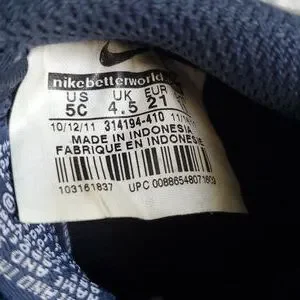 nikebetterworld
US UK EUR
5C 4.5 21
10/12/11 314194-410
MADE IN INDONESIA
FABRIQUE EN INDONESIE
103161837 UPC 00886548071603